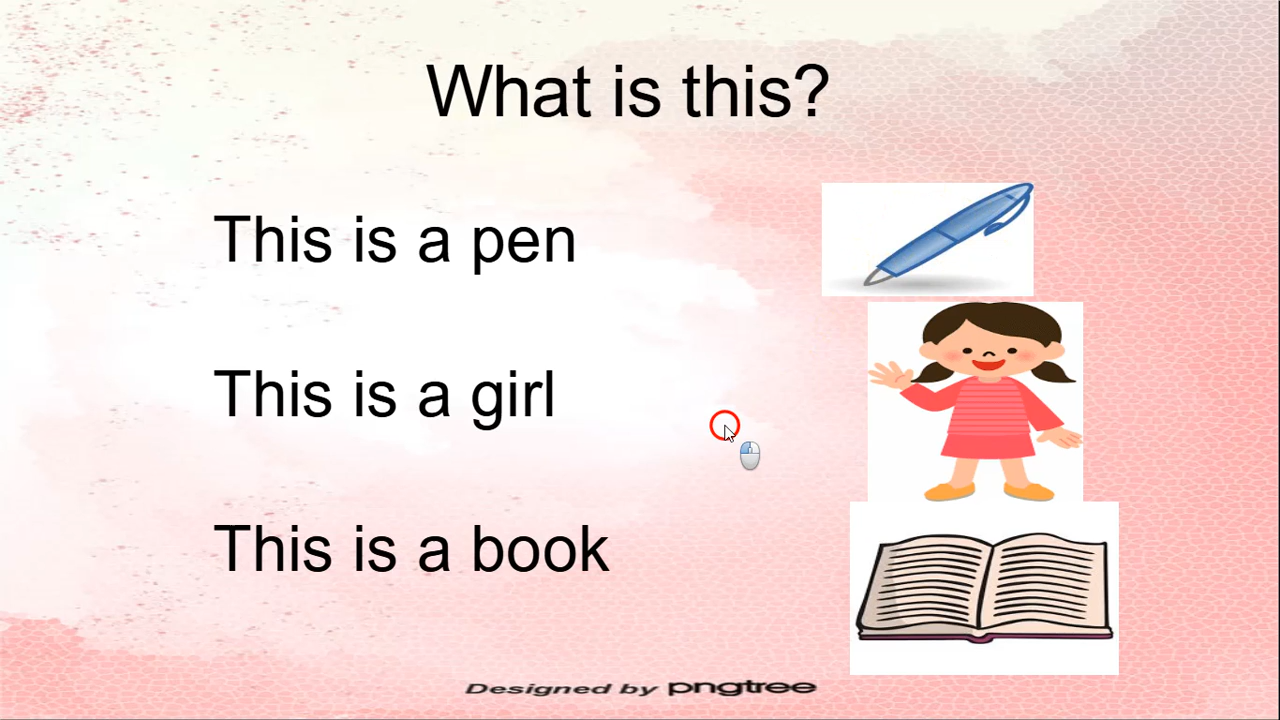 What is this?
This is a pen
This is a girl
This is a book
Designed by pngtree